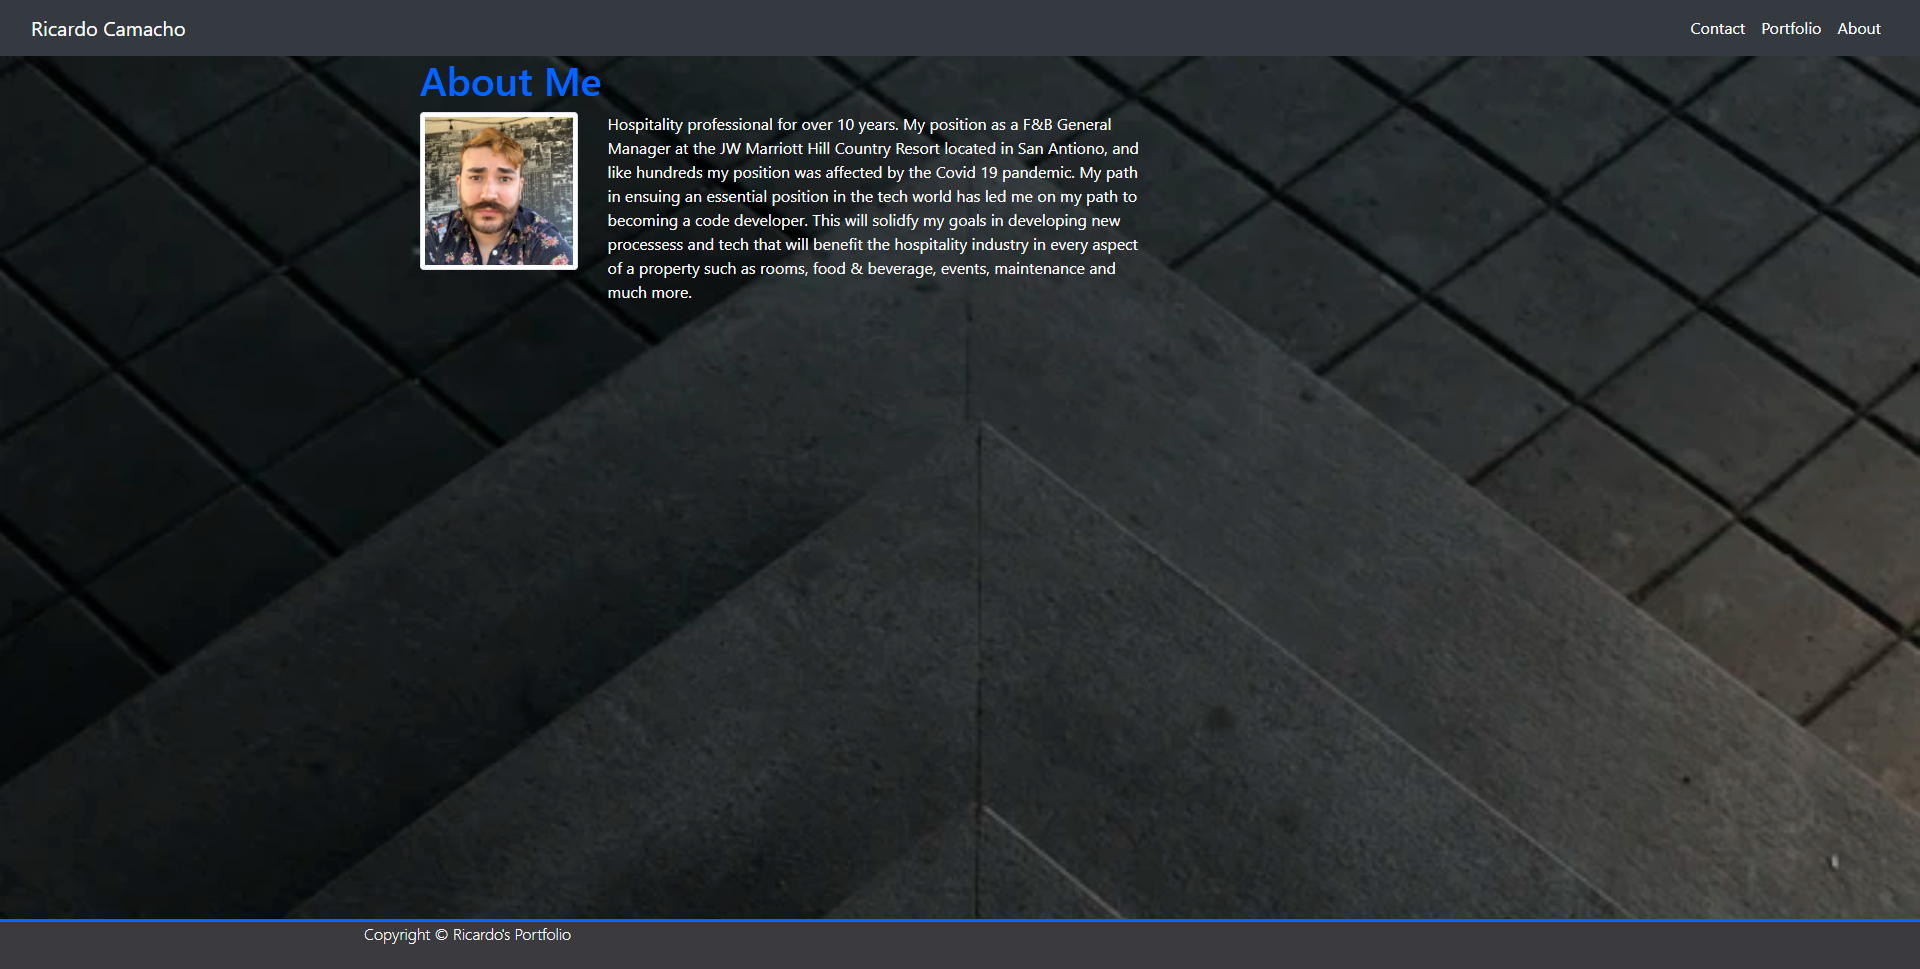 Ricardo Camacho
Contact Portfolio About
About Me
Hospitality professional for over 10 years. My position as a F&B General
Manager at the JW Marriott Hill Country Resort located in San Antiono, and
like hundreds my position was affected by the Covid 19 pandemic. My path
in ensuing an essential position in the tech world has led me on my path to
becoming a code developer. This will solidfy my goals in developing new
processess and tech that will benefit the hospitality industry in every aspect
of a property such as rooms, food & beverage, events, maintenance and
much more.
Copyright © Ricardo's Portfolio